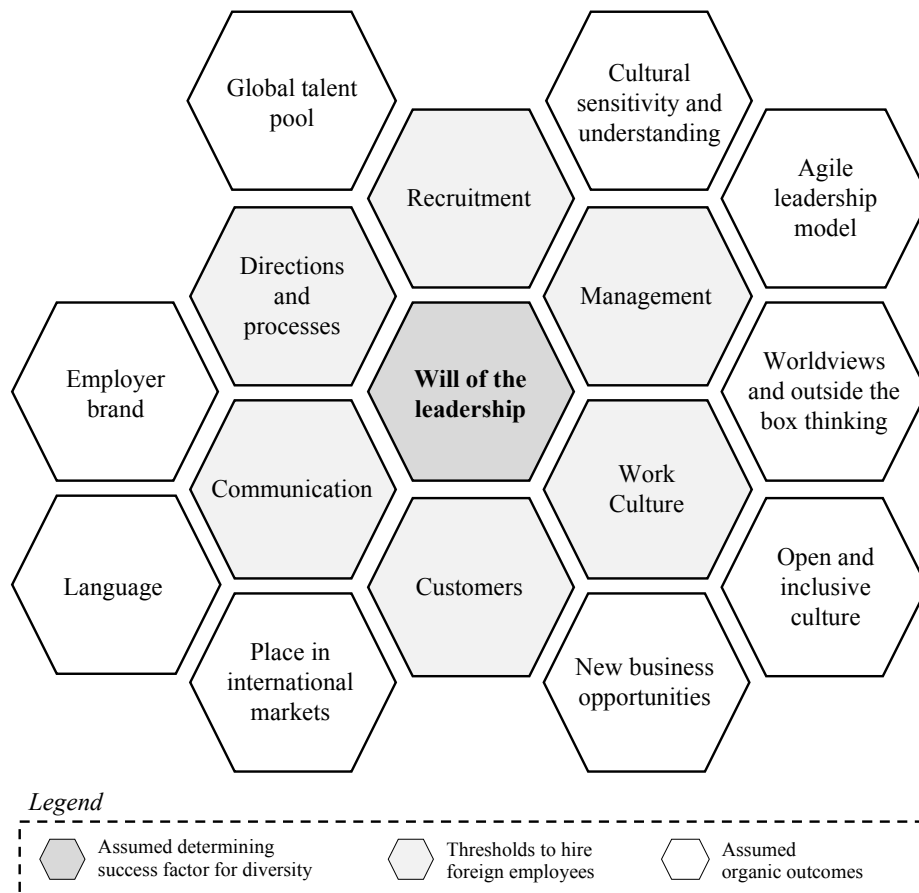 Global talent
pool
Cultural
sensitivity and
understanding
Recruitment
Agile
leadership
model
Directions
and
processes
Management
Employer
brand
Will of the
leadership
Worldviews
and outside the
box thinking
Communication
Work
Culture
Language
Customers
Open and
inclusive
culture
Place in
international
markets
New business
opportunities
Legend
Assumed determining
success factor for diversity
Thresholds to hire
foreign employees
Assumed
organic outcomes